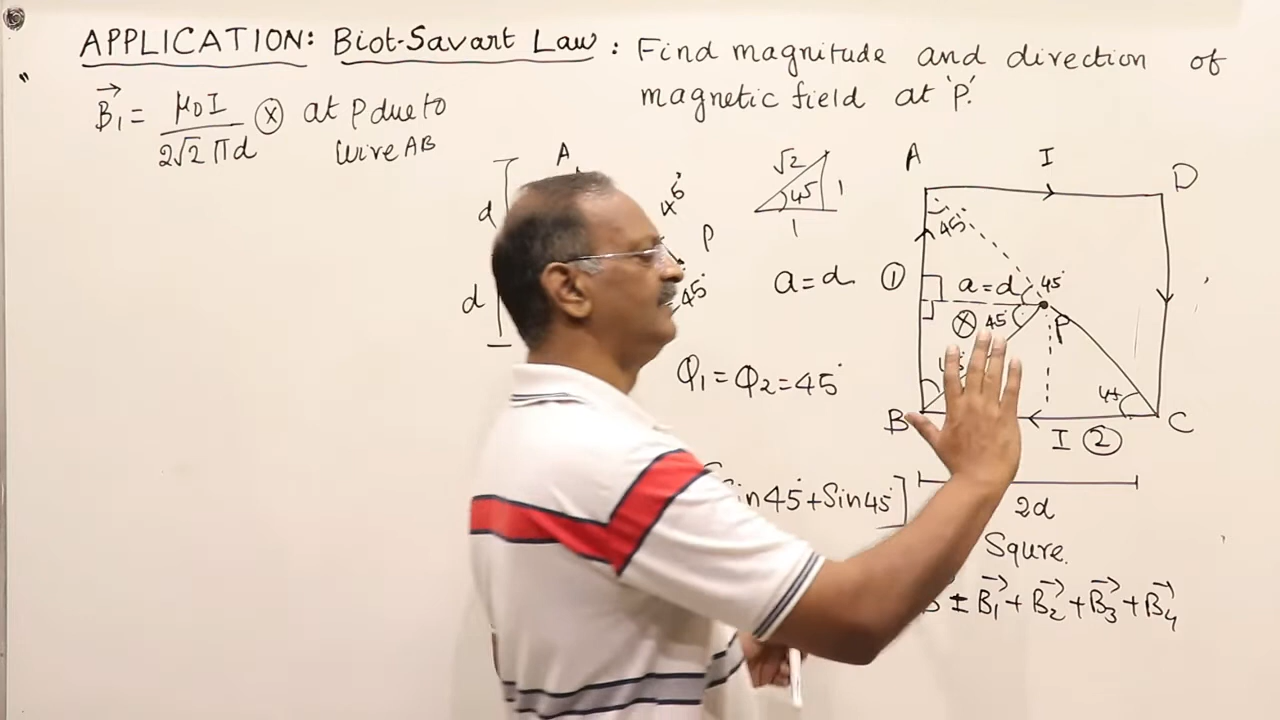 APPLICATION: Biot-Savart Law : Find magnitude and direction of
magnetic field at 'P'.
B₁ = μ₀I / 2√2 πd ⊗ at P due to
wire AB
A
d
d
45°
P
45°
√2
45
1
1
a = d
φ₁ = φ₂ = 45°
Sin45° + Sin45°]
A I D
①
45°
a = d 45°
⊗ 45° P
45
B I ② C
2d
Squre.
B = B₁ + B₂ + B₃ + B₄